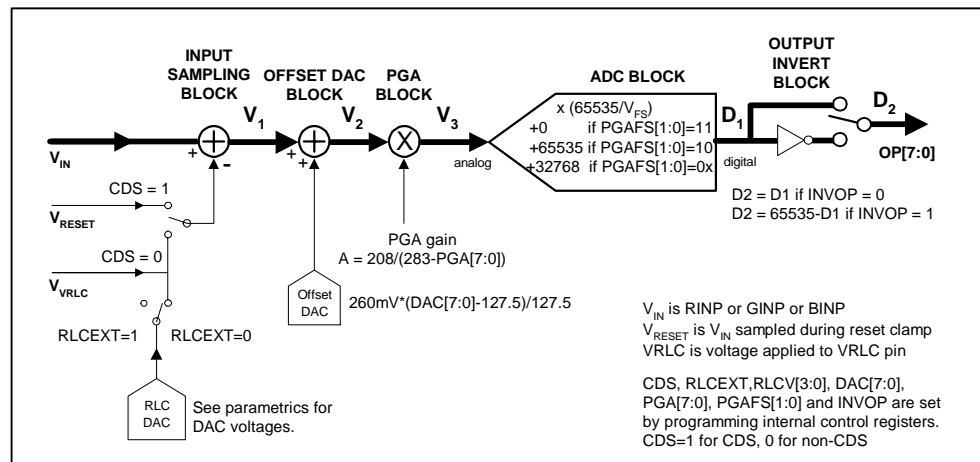 INPUT
SAMPLING
BLOCK
OFFSET DAC
BLOCK
PGA
BLOCK
ADC BLOCK
OUTPUT
INVERT
BLOCK
V1
V2
V3
x (65535/VFS)
+0 if PGAFS[1:0]=11
+65535 if PGAFS[1:0]=10
+32768 if PGAFS[1:0]=0x
D1
D2
VIN
+
-
+
+
+
X
analog
digital
OP[7:0]
CDS = 1
VRESET
CDS = 0
VVRLC
RLCEXT=1
RLCEXT=0
RLC
DAC
See parametrics for
DAC voltages.
PGA gain
A = 208/(283-PGA[7:0])
Offset
DAC
260mV*(DAC[7:0]-127.5)/127.5
D2 = D1 if INVOP = 0
D2 = 65535-D1 if INVOP = 1
VIN is RINP or GINP or BINP
VRESET is VIN sampled during reset clamp
VRLC is voltage applied to VRLC pin
CDS, RLCEXT,RLCV[3:0], DAC[7:0],
PGA[7:0], PGAFS[1:0] and INVOP are set
by programming internal control registers.
CDS=1 for CDS, 0 for non-CDS